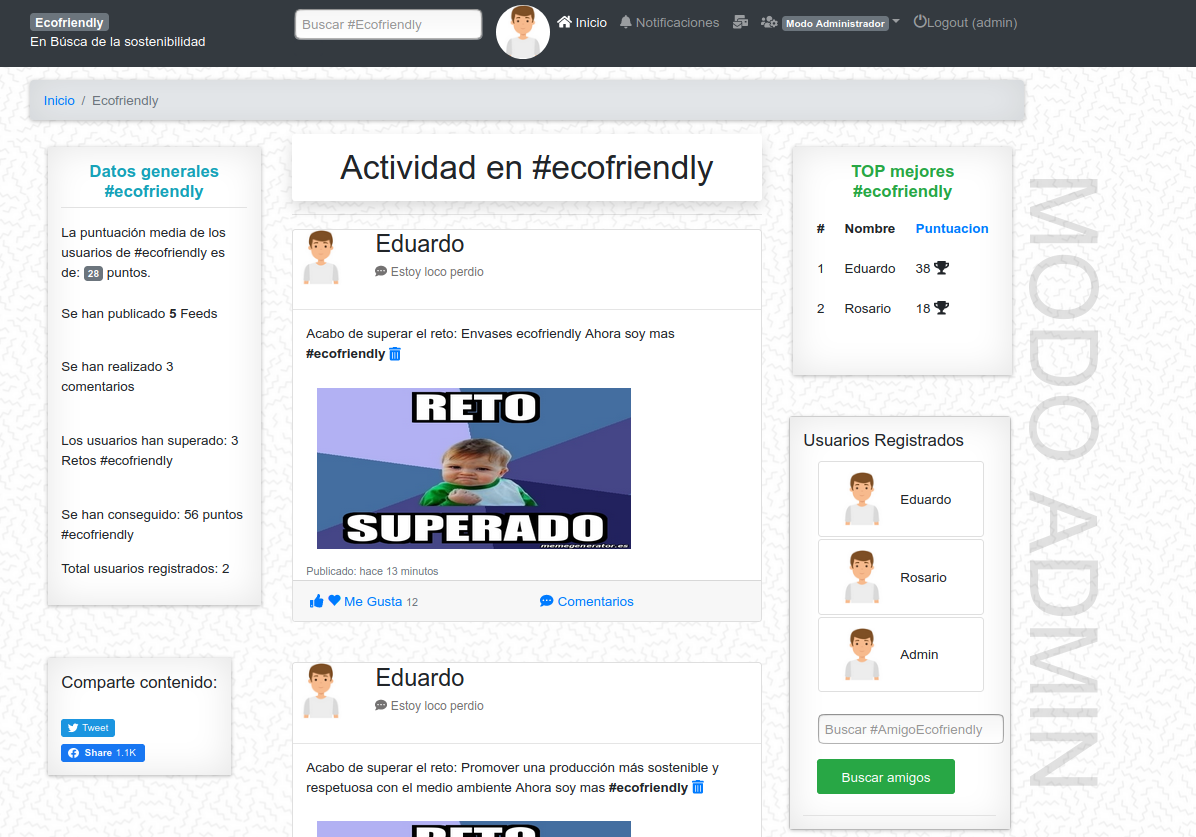 Ecofriendly
En Búsca de la sostenibilidad
Buscar #Ecofriendly
Inicio
Notificaciones
Modo Administrador
Logout (admin)
Inicio / Ecofriendly
Datos generales
#ecofriendly
La puntuación media de los
usuarios de #ecofriendly es
de: 28 puntos.
Se han publicado 5 Feeds
Se han realizado 3
comentarios
Los usuarios han superado: 3
Retos #ecofriendly
Se han conseguido: 56 puntos
#ecofriendly
Total usuarios registrados: 2
Comparte contenido:
Tweet
Share 1.1K
Actividad en #ecofriendly
Eduardo
Estoy loco perdio
Acabo de superar el reto: Envases ecofriendly Ahora soy mas
#ecofriendly
RETO
SUPERADO
memegenerator.es
Publicado: hace 13 minutos
Me Gusta 12
Comentarios
Eduardo
Estoy loco perdio
Acabo de superar el reto: Promover una producción más sostenible y
respetuosa con el medio ambiente Ahora soy mas #ecofriendly
RETO
TOP mejores
#ecofriendly
# Nombre Puntuacion
1 Eduardo 38
2 Rosario 18
Usuarios Registrados
Eduardo
Rosario
Admin
Buscar #AmigoEcofriendly
Buscar amigos
MODO ADMIN